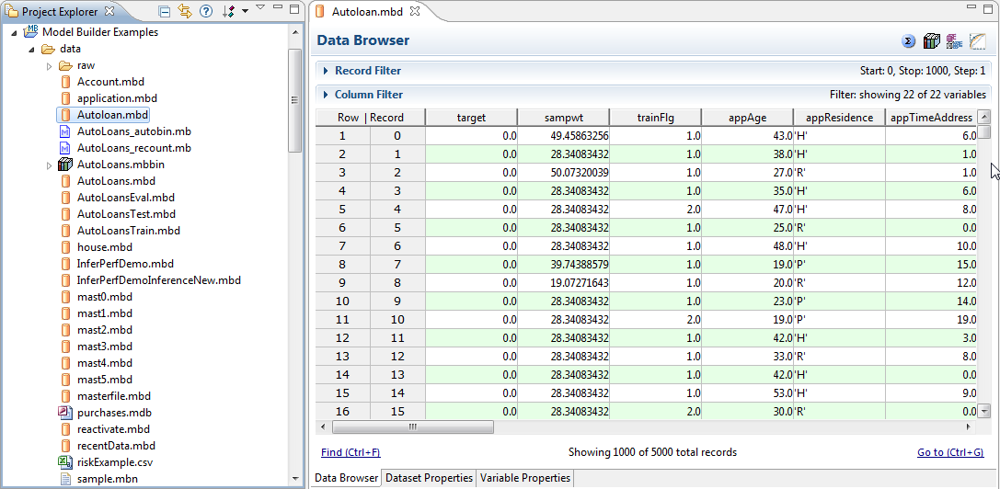 Project Explorer
Model Builder Examples
data
raw
Account.mbd
application.mbd
Autoloan.mbd
AutoLoans_autobin.mb
AutoLoans_recount.mb
AutoLoans.mbbin
AutoLoans.mbd
AutoLoansEval.mbd
AutoLoansTest.mbd
AutoLoansTrain.mbd
house.mbd
InferPerfDemo.mbd
InferPerfDemoInferenceNew.mbd
mast0.mbd
mast1.mbd
mast2.mbd
mast3.mbd
mast4.mbd
mast5.mbd
masterfile.mbd
purchases.mdb
reactivate.mbd
recentData.mbd
riskExample.csv
sample.mbn
Autoloan.mbd
Data Browser
Record Filter Start: 0, Stop: 1000, Step: 1
Column Filter Filter: showing 22 of 22 variables
Row | Record target sampwt trainFlg appAge appResidence appTimeAddress
1 0 0.0 49.45863256 1.0 43.0 'H' 6.0
2 1 0.0 28.34083432 1.0 38.0 'H' 1.0
3 2 0.0 50.07320039 1.0 27.0 'R' 1.0
4 3 0.0 28.34083432 1.0 35.0 'H' 6.0
5 4 0.0 28.34083432 2.0 47.0 'H' 8.0
6 5 0.0 28.34083432 1.0 25.0 'R' 0.0
7 6 0.0 28.34083432 1.0 48.0 'H' 10.0
8 7 0.0 39.74388579 1.0 19.0 'P' 15.0
9 8 0.0 19.07271643 1.0 20.0 'R' 12.0
10 9 0.0 28.34083432 1.0 23.0 'P' 14.0
11 10 0.0 28.34083432 2.0 19.0 'P' 19.0
12 11 0.0 28.34083432 1.0 42.0 'H' 3.0
13 12 0.0 28.34083432 1.0 33.0 'R' 8.0
14 13 0.0 28.34083432 1.0 42.0 'H' 0.0
15 14 0.0 28.34083432 1.0 53.0 'H' 9.0
16 15 0.0 28.34083432 2.0 30.0 'R' 0.0
Find (Ctrl+F) Showing 1000 of 5000 total records Go to (Ctrl+G)
Data Browser Dataset Properties Variable Properties